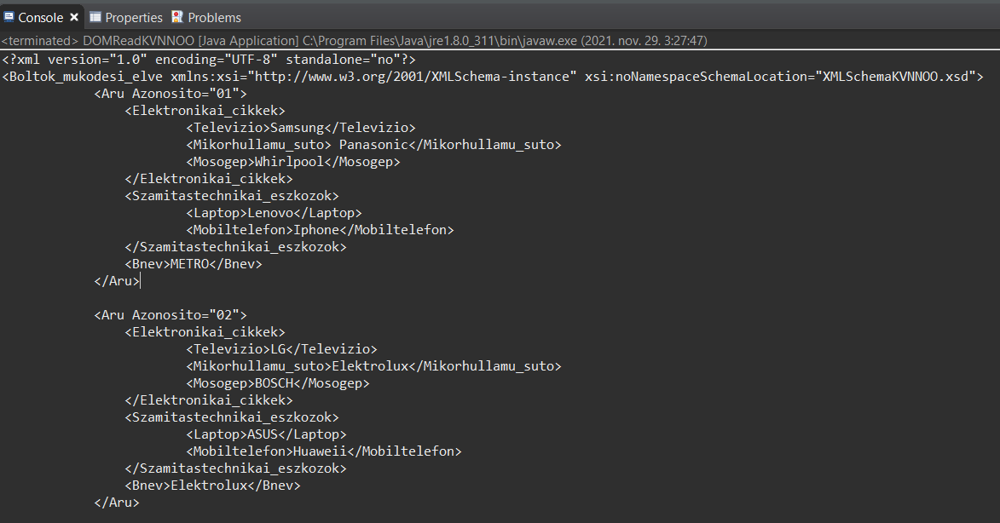 Console Properties Problems
<terminated> DOMReadKVNNOO [Java Application] C:\Program Files\Java\jre1.8.0_311\bin\javaw.exe (2021. nov. 29. 3:27:47)
<?xml version="1.0" encoding="UTF-8" standalone="no"?>
<Boltok_mukodesi_elve xmlns:xsi="http://www.w3.org/2001/XMLSchema-instance" xsi:noNamespaceSchemaLocation="XMLSchemaKVNNOO.xsd">
<Aru Azonosito="01">
<Elektronikai_cikkek>
<Televizio>Samsung</Televizio>
<Mikorhullamu_suto> Panasonic</Mikorhullamu_suto>
<Mosogep>Whirlpool</Mosogep>
</Elektronikai_cikkek>
<Szamitastechnikai_eszkozok>
<Laptop>Lenovo</Laptop>
<Mobiltelefon>Iphone</Mobiltelefon>
</Szamitastechnikai_eszkozok>
<Bnev>METRO</Bnev>
</Aru>
<Aru Azonosito="02">
<Elektronikai_cikkek>
<Televizio>LG</Televizio>
<Mikorhullamu_suto>Elektrolux</Mikorhullamu_suto>
<Mosogep>BOSCH</Mosogep>
</Elektronikai_cikkek>
<Szamitastechnikai_eszkozok>
<Laptop>ASUS</Laptop>
<Mobiltelefon>Huaweii</Mobiltelefon>
</Szamitastechnikai_eszkozok>
<Bnev>Elektrolux</Bnev>
</Aru>